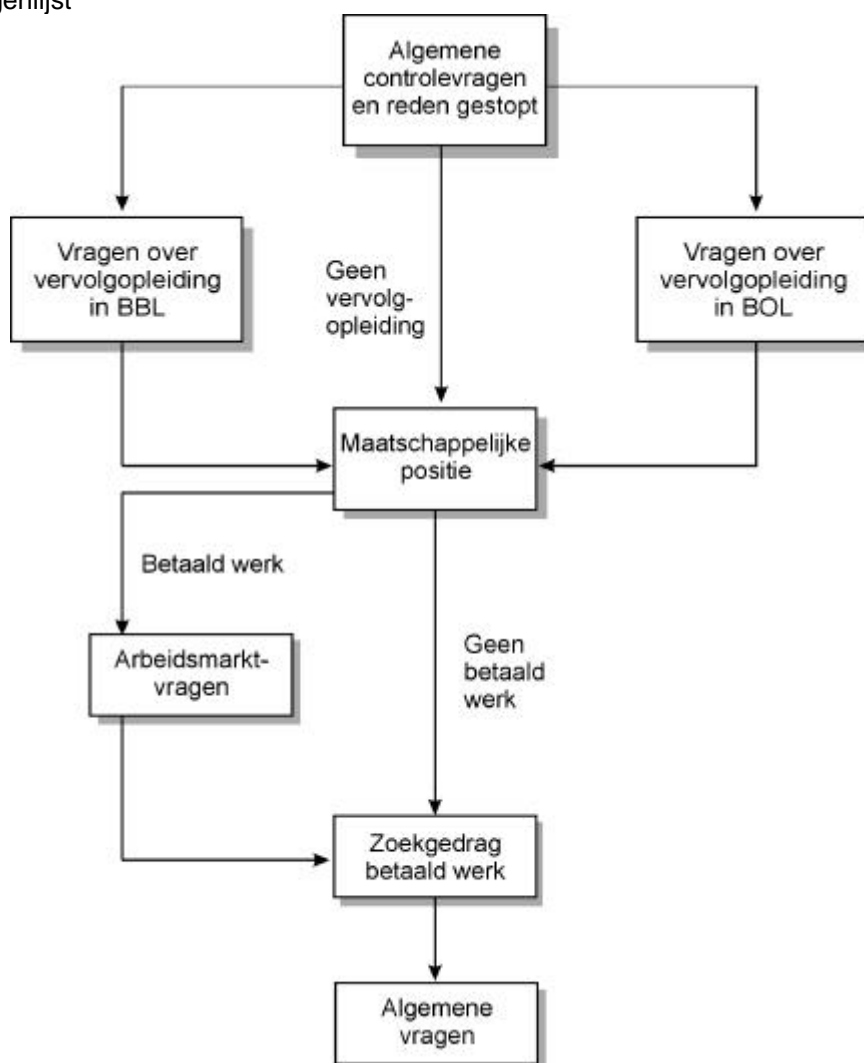 genlijst
Algemene
controlevragen
en reden gestopt
Vragen over
vervolgopleiding
in BBL
Geen
vervolg-
opleiding
Vragen over
vervolgopleiding
in BOL
Maatschappelijke
positie
Betaald werk
Arbeidsmarkt-
vragen
Geen
betaald
werk
Zoekgedrag
betaald werk
Algemene
vragen